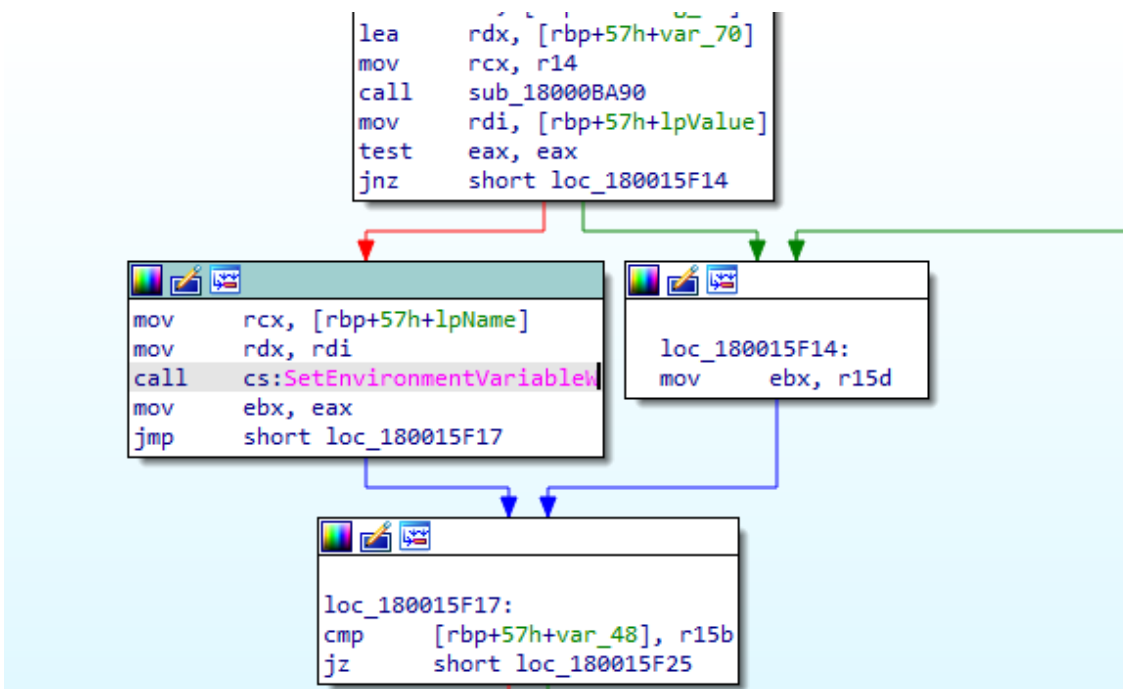 lea rdx, [rbp+57h+var_70]
mov rcx, r14
call sub_18000BA90
mov rdi, [rbp+57h+lpValue]
test eax, eax
jnz short loc_180015F14
mov rcx, [rbp+57h+lpName]
mov rdx, rdi
call cs:SetEnvironmentVariableW
mov ebx, eax
jmp short loc_180015F17
loc_180015F14:
mov ebx, r15d
loc_180015F17:
cmp [rbp+57h+var_48], r15b
jz short loc_180015F25